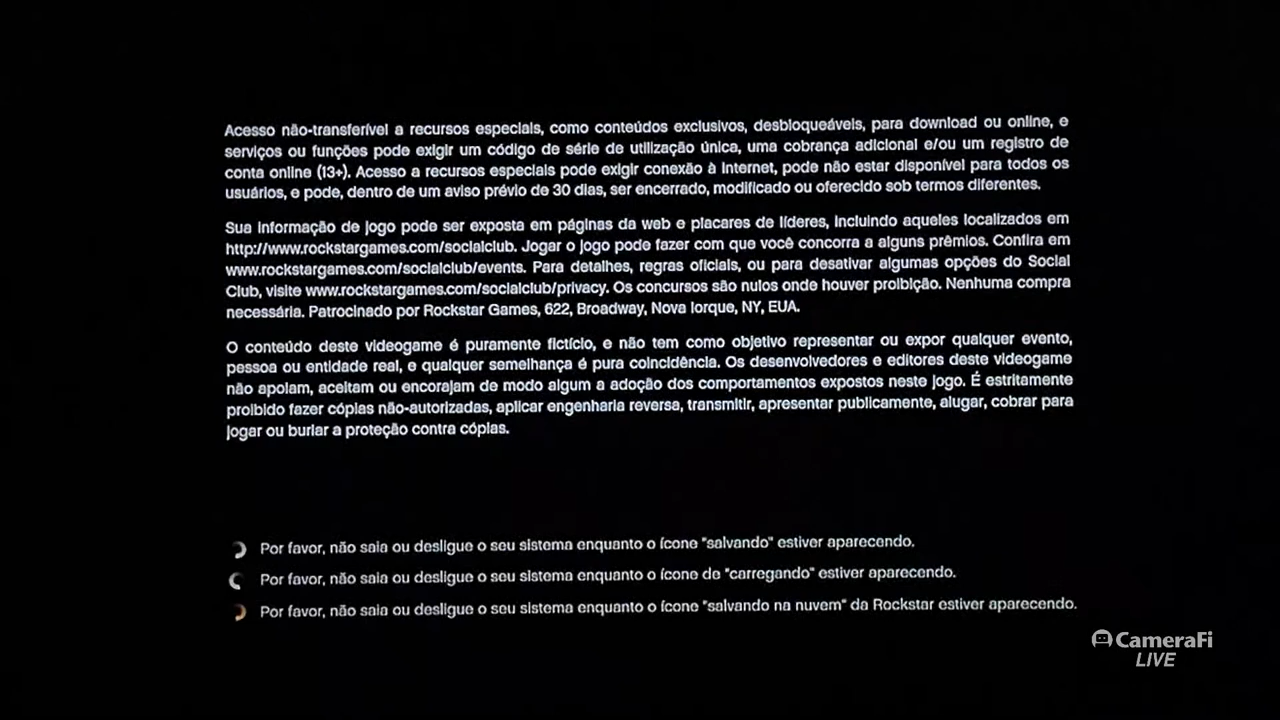 Acesso não-transferível a recursos especiais, como conteúdos exclusivos, desbloqueáveis, para download ou online, e
serviços ou funções pode exigir um código de série de utilização única, uma cobrança adicional e/ou um registro de
conta online (13+). Acesso a recursos especiais pode exigir conexão à Internet, pode não estar disponível para todos os
usuários, e pode, dentro de um aviso prévio de 30 dias, ser encerrado, modificado ou oferecido sob termos diferentes.
Sua informação de jogo pode ser exposta em páginas da web e placares de líderes, incluindo aqueles localizados em
http://www.rockstargames.com/socialclub. Jogar o jogo pode fazer com que você concorra a alguns prêmios. Confira em
www.rockstargames.com/socialclub/events. Para detalhes, regras oficiais, ou para desativar algumas opções do Social
Club, visite www.rockstargames.com/socialclub/privacy. Os concursos são nulos onde houver proibição. Nenhuma compra
necessária. Patrocinado por Rockstar Games, 622, Broadway, Nova Iorque, NY, EUA.
O conteúdo deste videogame é puramente fictício, e não tem como objetivo representar ou expor qualquer evento,
pessoa ou entidade real, e qualquer semelhança é pura coincidência. Os desenvolvedores e editores deste videogame
não apoiam, aceitam ou encorajam de modo algum a adoção dos comportamentos expostos neste jogo. É estritamente
proibido fazer cópias não-autorizadas, aplicar engenharia reversa, transmitir, apresentar publicamente, alugar, cobrar para
jogar ou burlar a proteção contra cópias.
Por favor, não saia ou desligue o seu sistema enquanto o ícone "salvando" estiver aparecendo.
Por favor, não saia ou desligue o seu sistema enquanto o ícone de "carregando" estiver aparecendo.
Por favor, não saia ou desligue o seu sistema enquanto o ícone "salvando na nuvem" da Rockstar estiver aparecendo.
CameraFi
LIVE